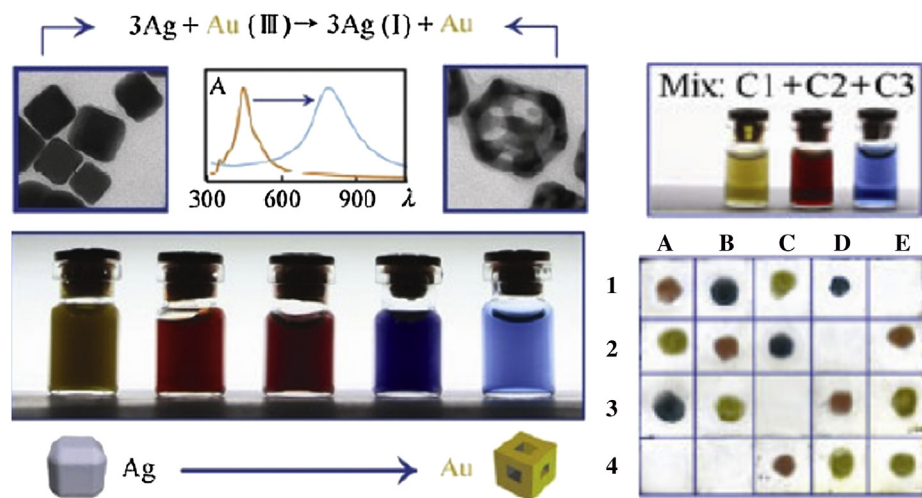 3Ag + Au (III) → 3Ag (I) + Au
A
300 600 900 λ
Mix: C1+C2+C3
A B C D E
1
2
3
4
Ag Au